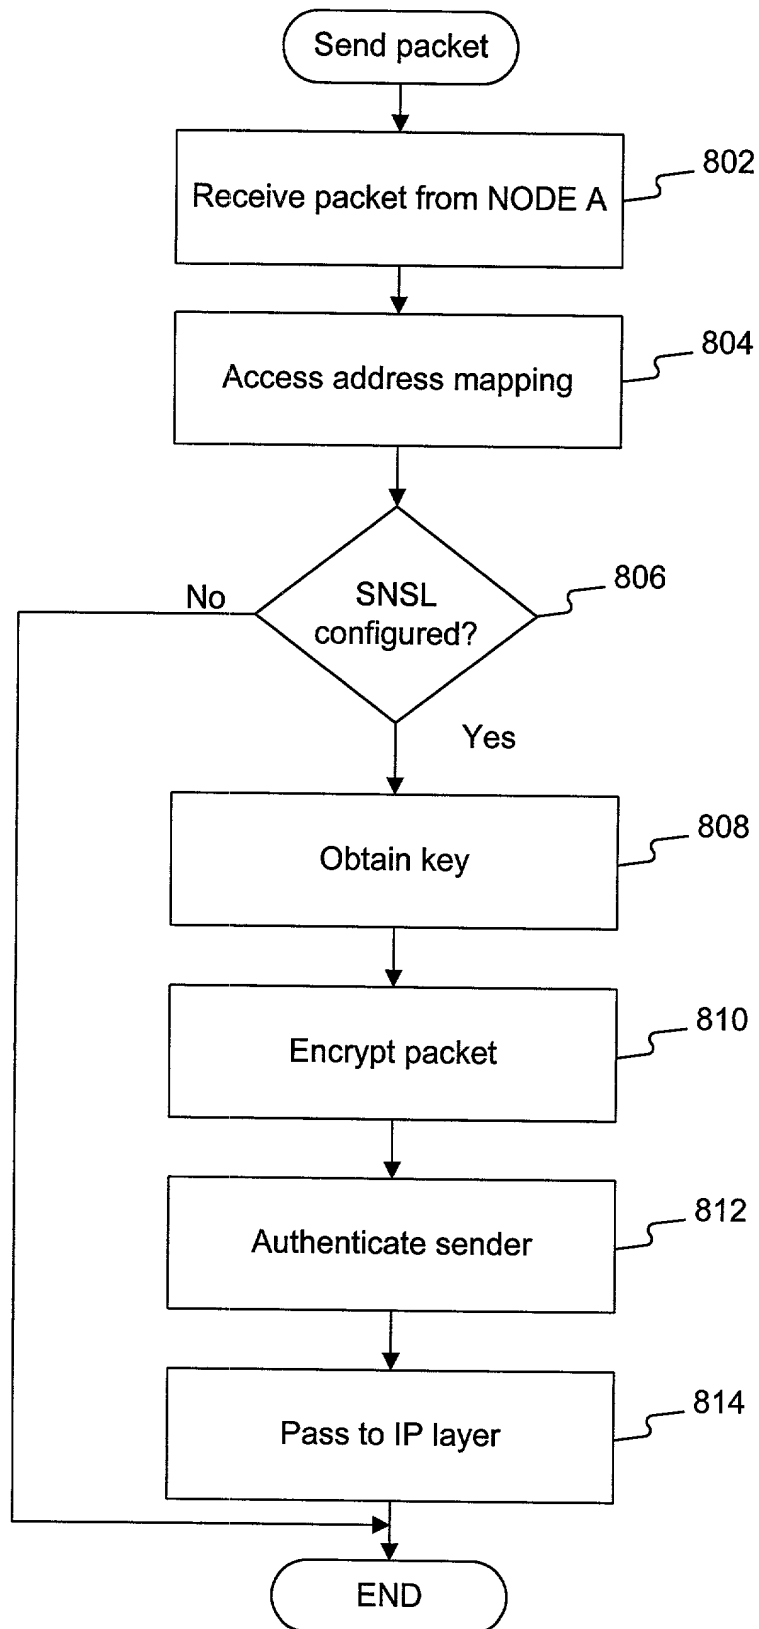 Send packet
Receive packet from NODE A
802
Access address mapping
804
SNSL
configured?
806
No
Yes
Obtain key
808
Encrypt packet
810
Authenticate sender
812
Pass to IP layer
814
END